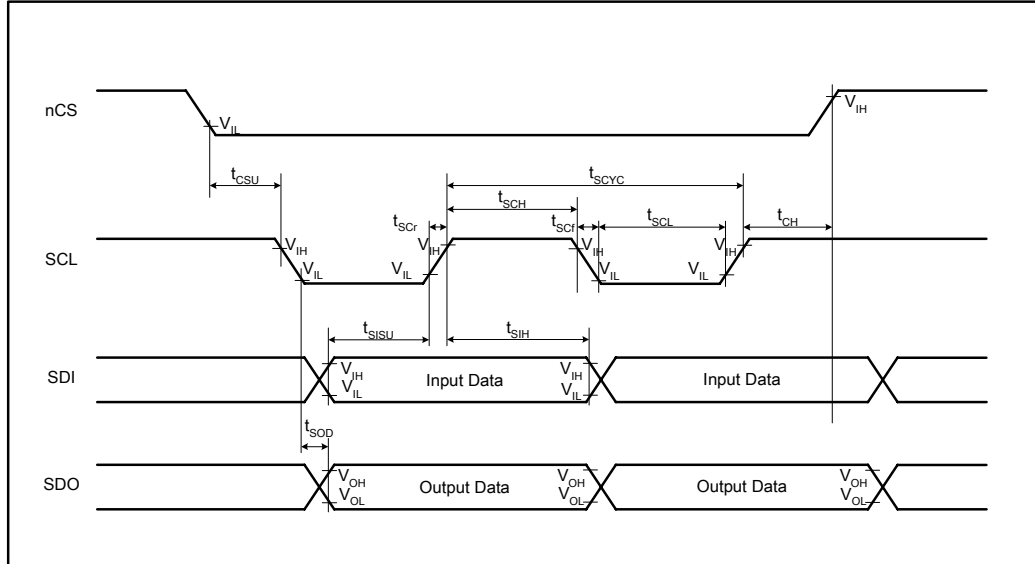 nCS
V_IL
V_IH
t_CSU
t_SCYC
t_SCH
t_SCr
t_SCf
t_SCL
t_CH
SCL
V_IH
V_IL
V_IL
V_IH
V_IH
V_IL
V_IL
V_IH
t_SISU
t_SIH
SDI
V_IH
V_IL
Input Data
V_IH
V_IL
Input Data
t_SOD
SDO
V_OH
V_OL
Output Data
V_OH
V_OL
Output Data
V_OH
V_OL